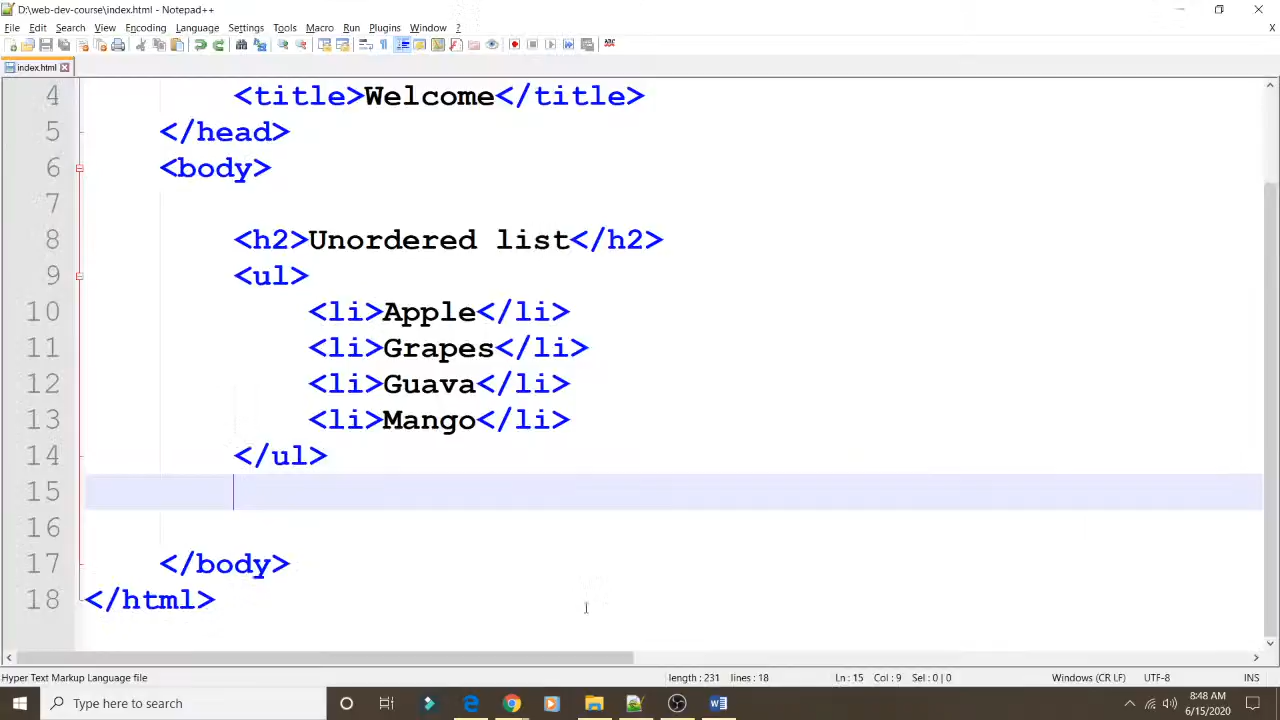 D:\web-dev-course\index.html - Notepad++
File Edit Search View Encoding Language Settings Tools Macro Run Plugins Window ?
X
index.html
4 <title>Welcome</title>
5 </head>
6 <body>
7
8 <h2>Unordered list</h2>
9 <ul>
10 <li>Apple</li>
11 <li>Grapes</li>
12 <li>Guava</li>
13 <li>Mango</li>
14 </ul>
15
16
17 </body>
18 </html>
Hyper Text Markup Language file length : 231 lines : 18 Ln : 15 Col : 9 Sel : 0 | 0 Windows (CR LF) UTF-8 INS
Type here to search
8:48 AM
6/15/2020